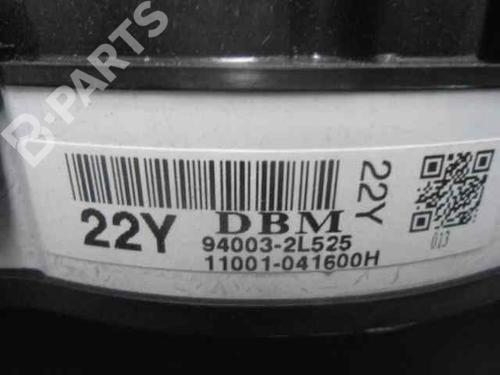 B-PARTS
22Y DBM
94003-2L525
11001-041600H
22Y
013